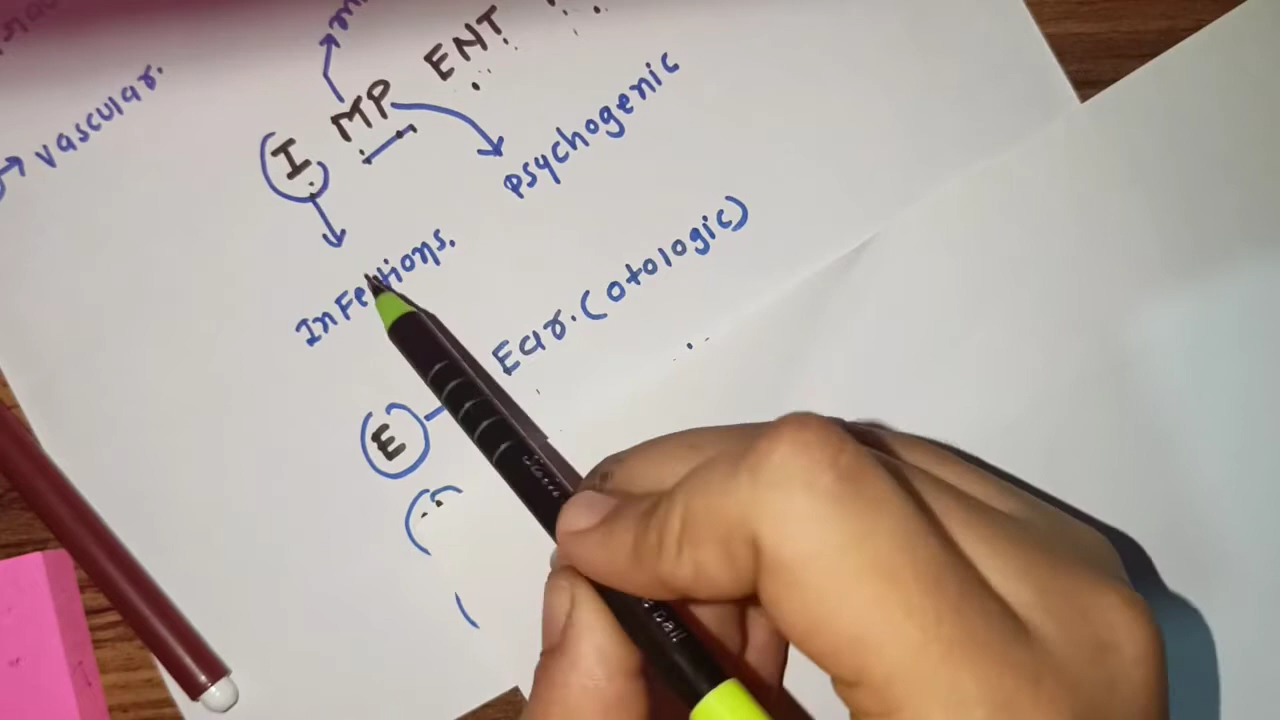 vascular.
I MP ENT
Psychogenic
Infections.
Ear. (otologic)
E